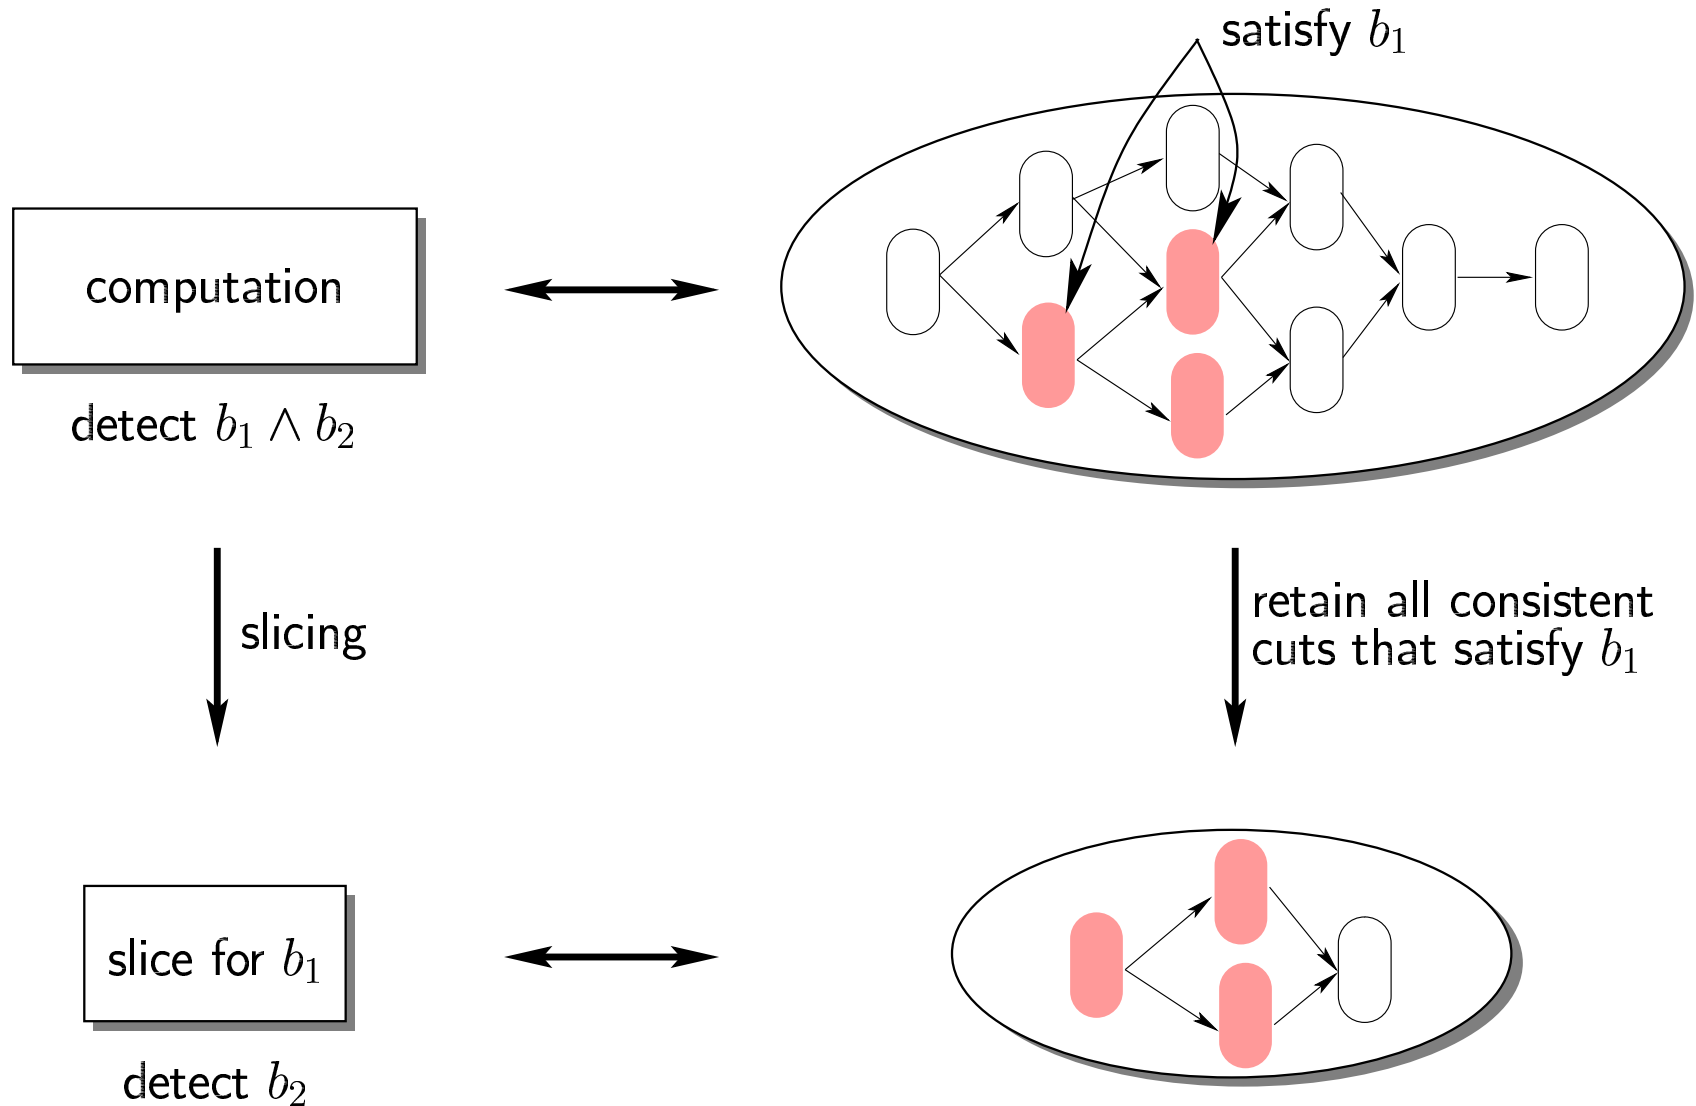 satisfy b₁
computation
detect b₁ ∧ b₂
slicing
retain all consistent
cuts that satisfy b₁
slice for b₁
detect b₂